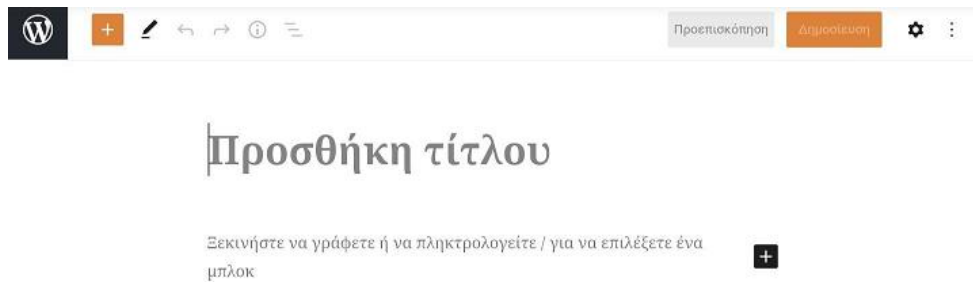 Προεπισκόπηση
Δημοσίευση
Προσθήκη τίτλου
Ξεκινήστε να γράφετε ή να πληκτρολογείτε / για να επιλέξετε ένα
μπλοκ